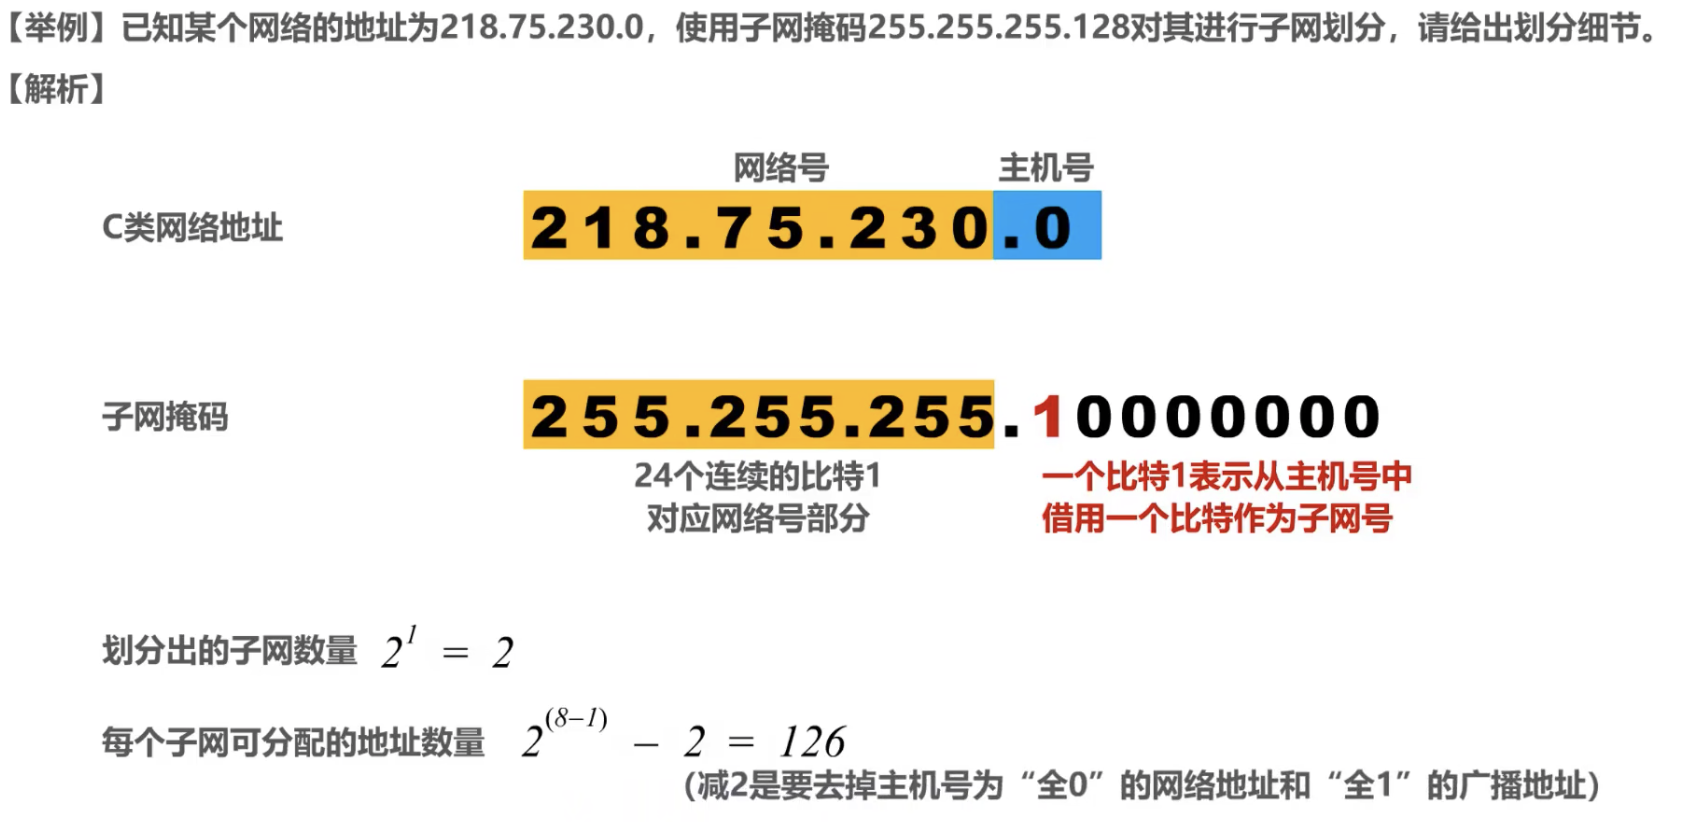 【举例】已知某个网络的地址为218.75.230.0，使用子网掩码255.255.255.128对其进行子网划分，请给出划分细节。
【解析】
网络号 主机号
C类网络地址 218.75.230.0
子网掩码 255.255.255.10000000
24个连续的比特1 一个比特1表示从主机号中
对应网络号部分 借用一个比特作为子网号
划分出的子网数量 2^1 = 2
每个子网可分配的地址数量 2^(8–1) – 2 = 126
（减2是要去掉主机号为“全0”的网络地址和“全1”的广播地址）